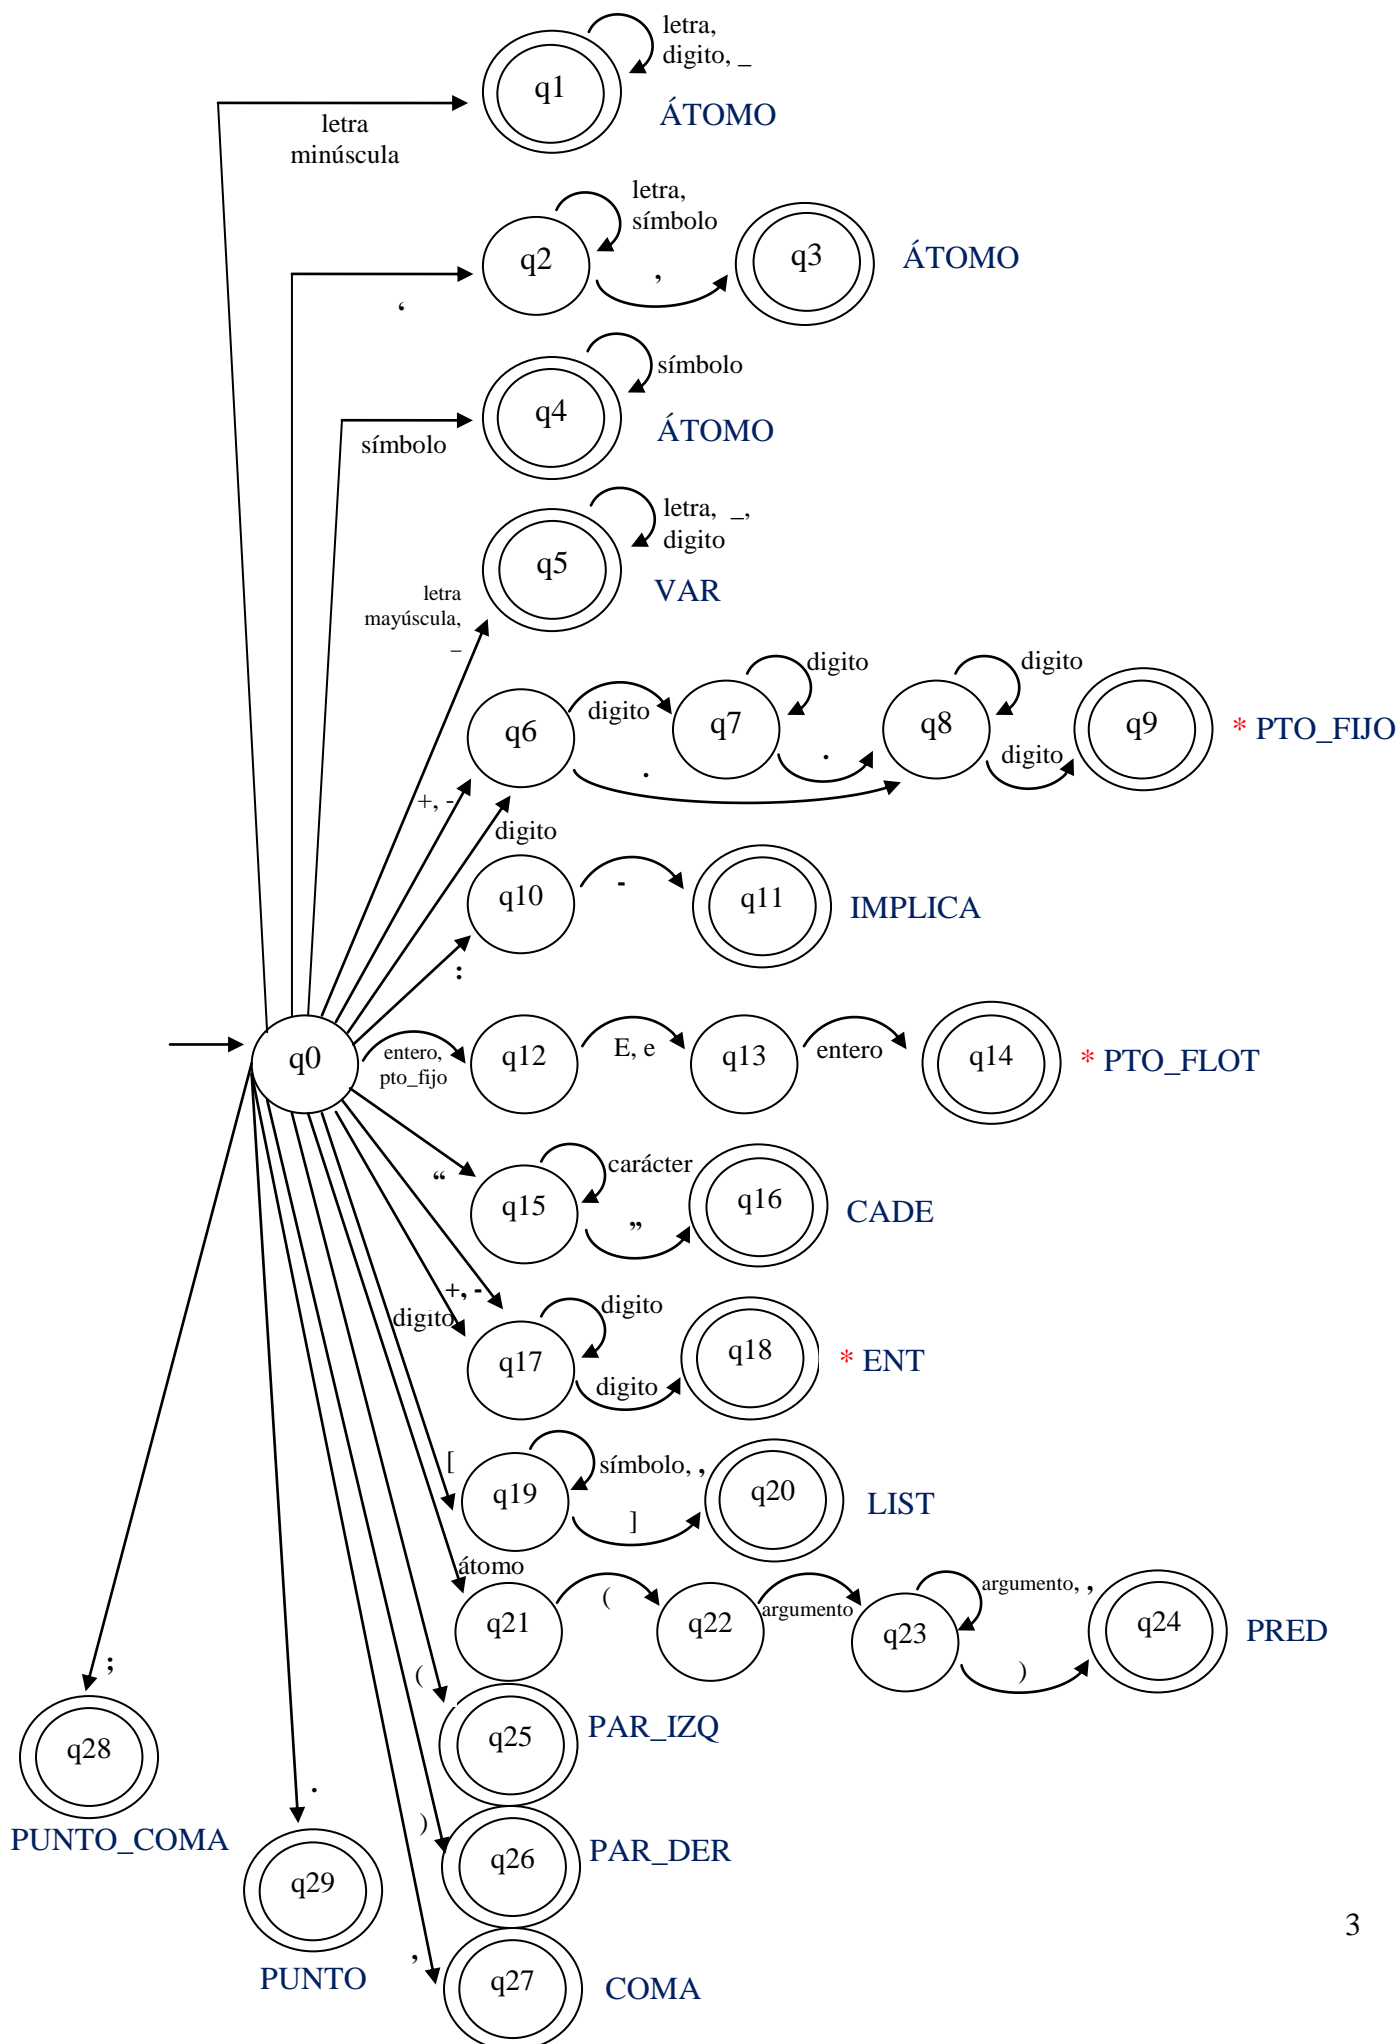 letra,
digito, _
q1
ÁTOMO
letra
minúscula
letra,
símbolo
q2
q3
ÁTOMO
‘
’
símbolo
q4
ÁTOMO
símbolo
letra, _,
digito
q5
VAR
letra
mayúscula,
_
digito
digito
q6
digito
q7
q8
digito
q9
* PTO_FIJO
.
.
+, -
digito
q10
-
q11
IMPLICA
:
q0
entero,
pto_fijo
q12
E, e
q13
entero
q14
* PTO_FLOT
“
carácter
q15
”
q16
CADE
+, -
digito
digito
q17
digito
q18
* ENT
[
símbolo, ,
q19
]
q20
LIST
átomo
q21
(
q22
argumento
argumento, ,
q23
)
q24
PRED
;
(
q25
PAR_IZQ
q28
PUNTO_COMA
.
)
q26
PAR_DER
q29
PUNTO
,
q27
COMA
3